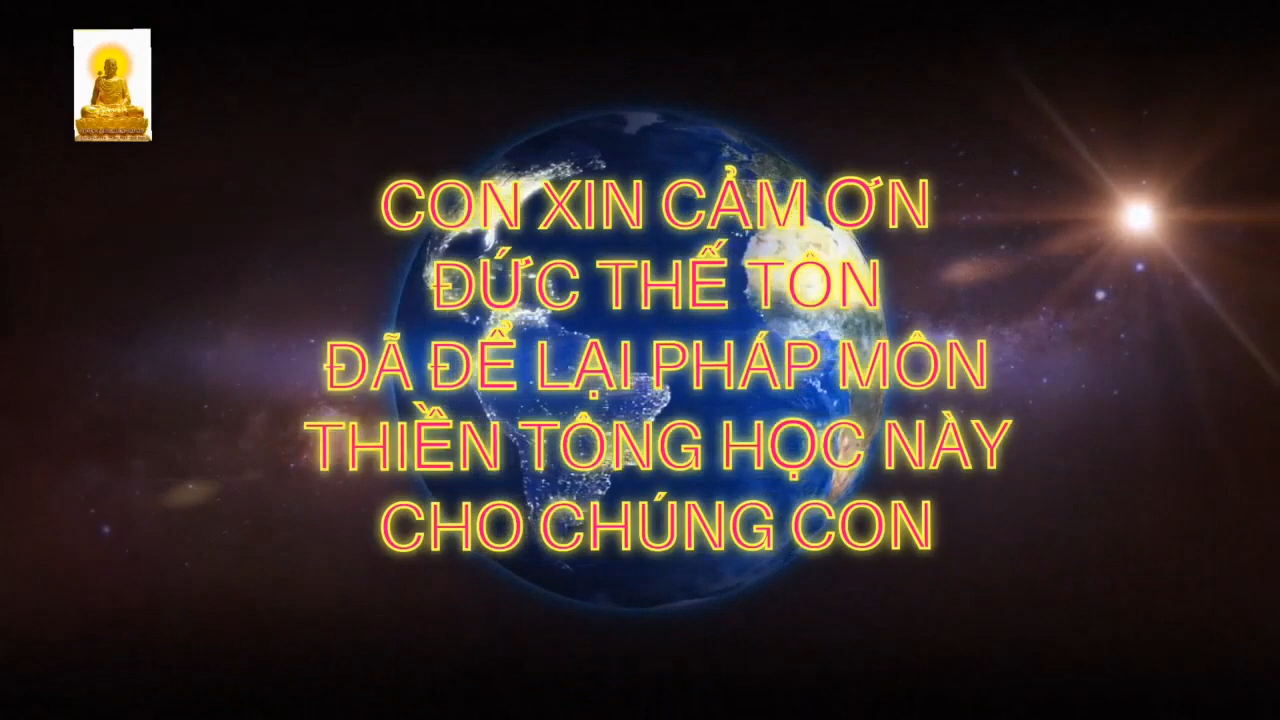 CON XIN CẢM ƠN
ĐỨC THẾ TÔN
ĐÃ ĐỂ LẠI PHÁP MÔN
THIỀN TÔNG HỌC NÀY
CHO CHÚNG CON